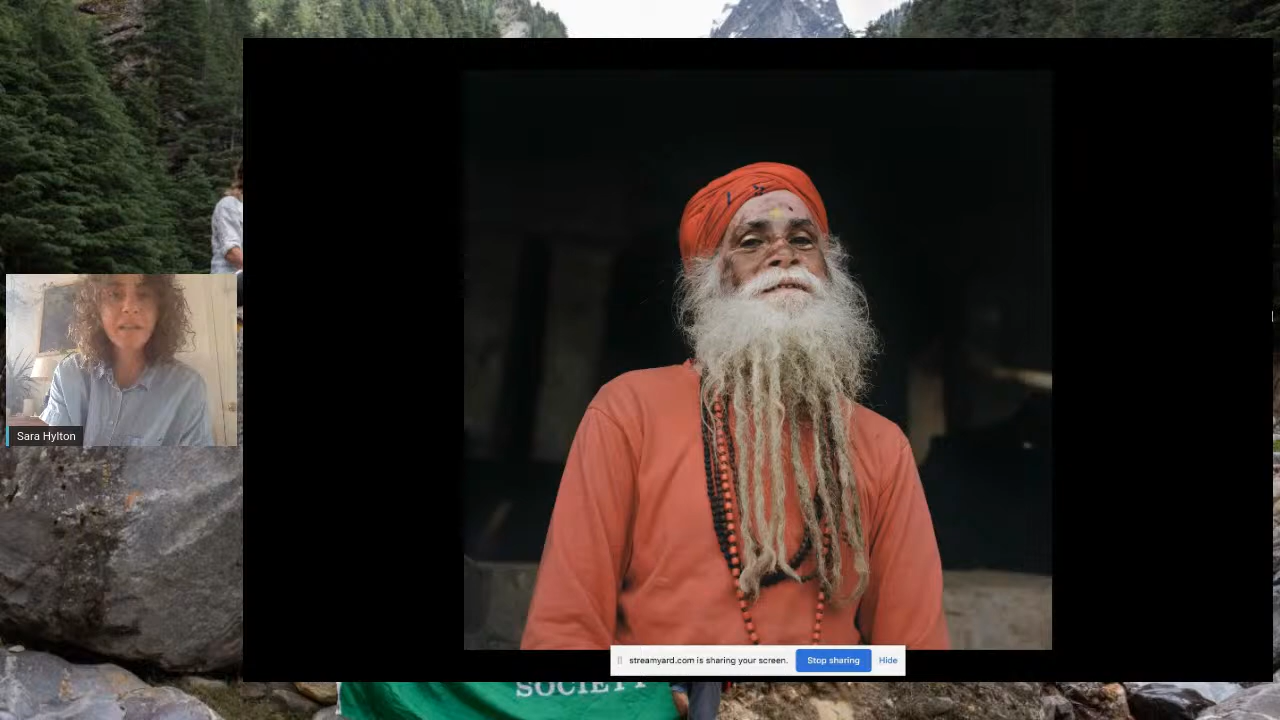 Sara Hylton
streamyard.com is sharing your screen.
Stop sharing
Hide
SOCIETY